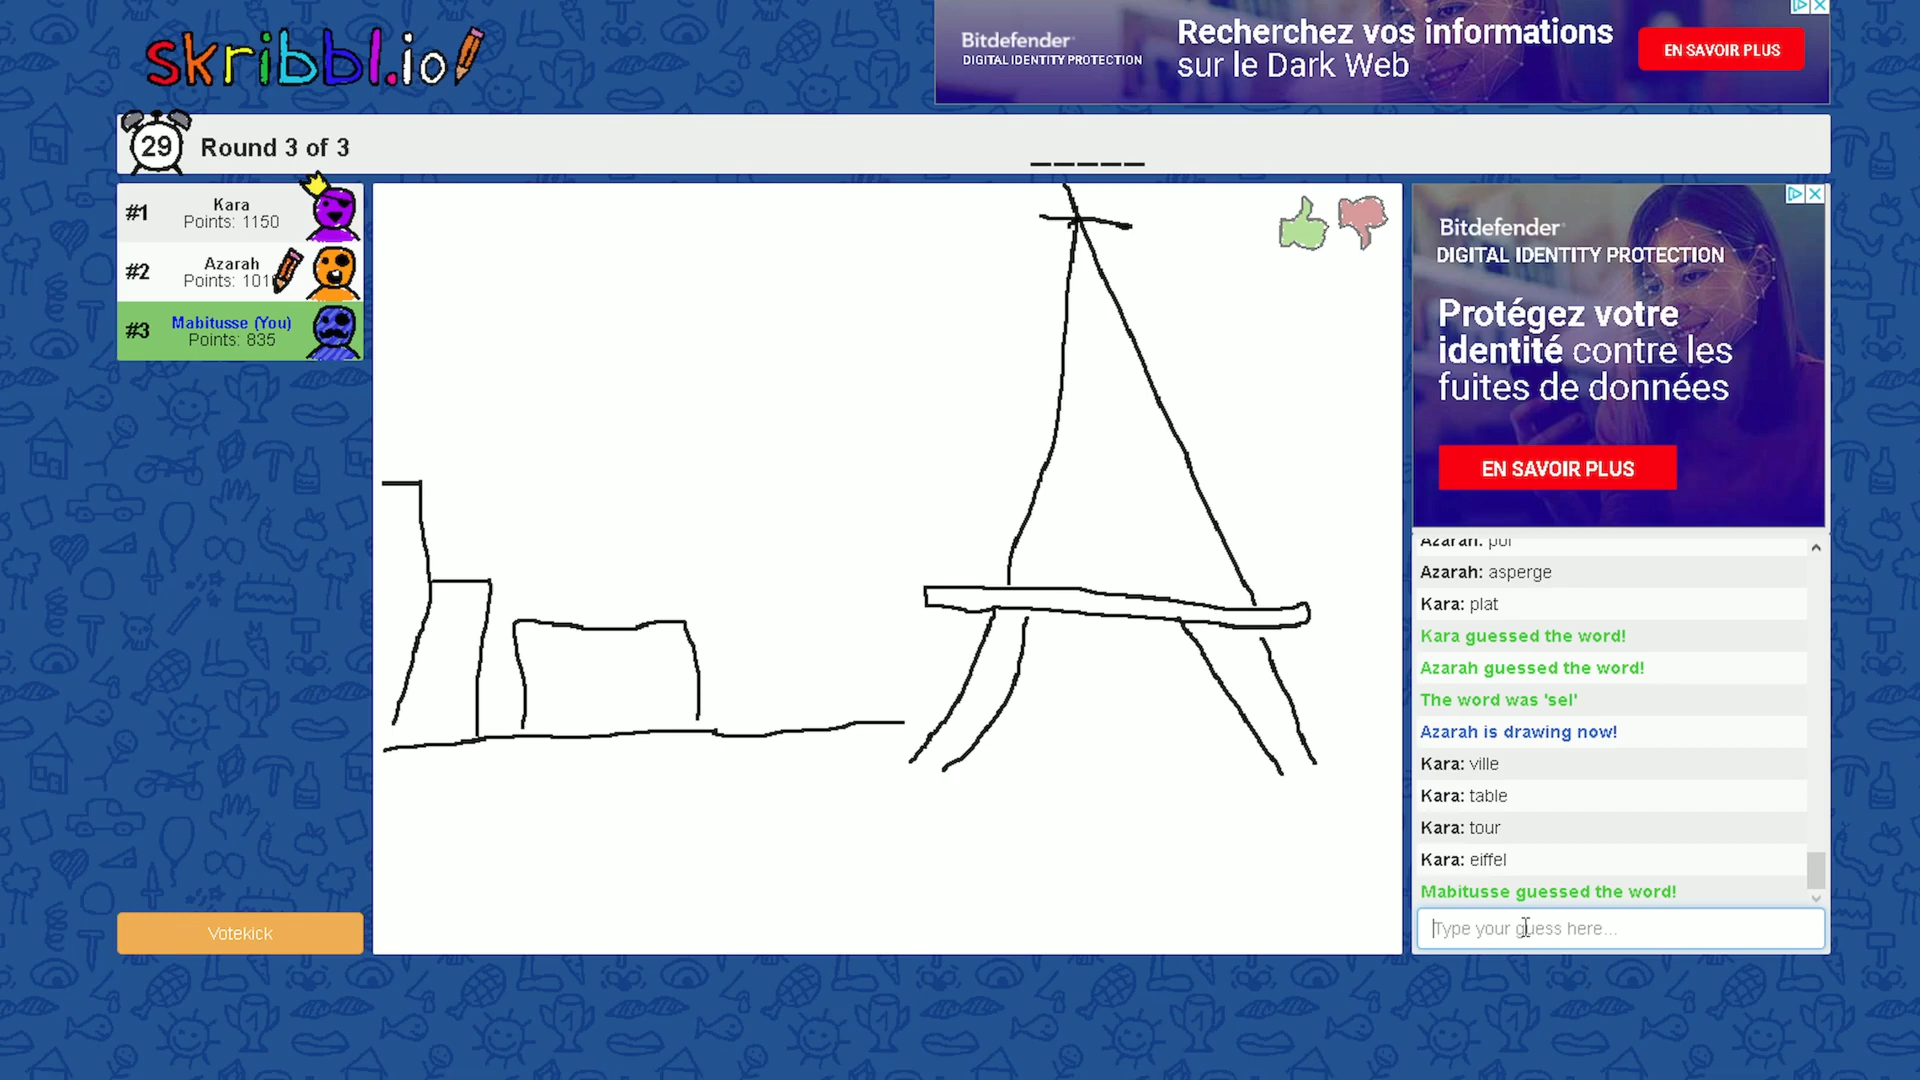 skribbl.io
Bitdefender
DIGITAL IDENTITY PROTECTION
Recherchez vos informations
sur le Dark Web
EN SAVOIR PLUS
29
Round 3 of 3
_____
#1
Kara
Points: 1150
#2
Azarah
#3
Mabitusse (You)
Points: 835
Votekick
Bitdefender
DIGITAL IDENTITY PROTECTION
Protégez votre
identité contre les
fuites de données
EN SAVOIR PLUS
Azarah:
Azarah: asperge
Kara: plat
Kara guessed the word!
Azarah guessed the word!
The word was 'sel'
Azarah is drawing now!
Kara: ville
Kara: table
Kara: tour
Kara: eiffel
Mabitusse guessed the word!
Type your guess here...